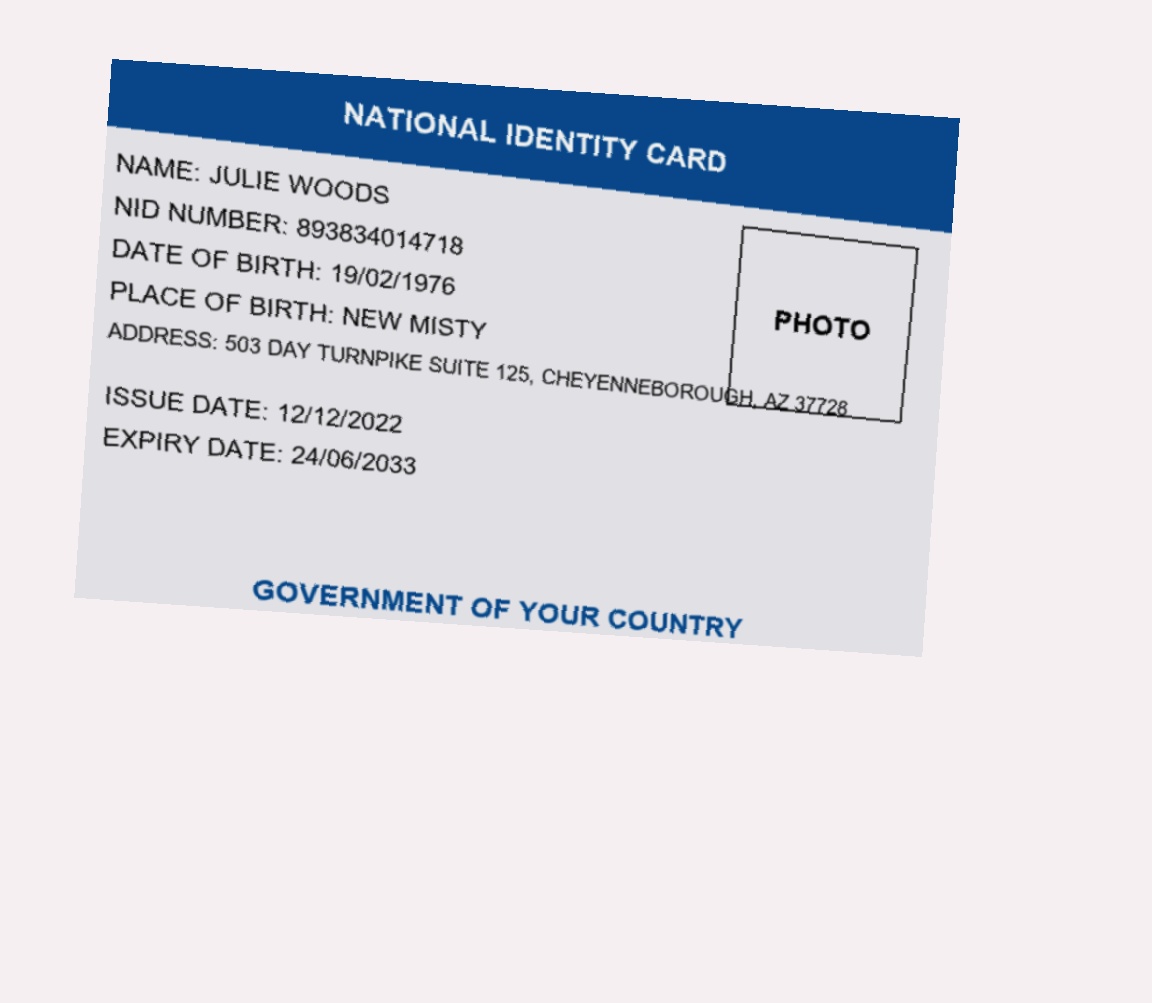 NATIONAL IDENTITY CARD
NAME: JULIE WOODS
NID NUMBER: 893834014718
DATE OF BIRTH: 19/02/1976
PLACE OF BIRTH: NEW MISTY
PHOTO
ADDRESS: 503 DAY TURNPIKE SUITE 125, CHEYENNEBOROUGH, AZ 37728
ISSUE DATE: 12/12/2022
EXPIRY DATE: 24/06/2033
GOVERNMENT OF YOUR COUNTRY